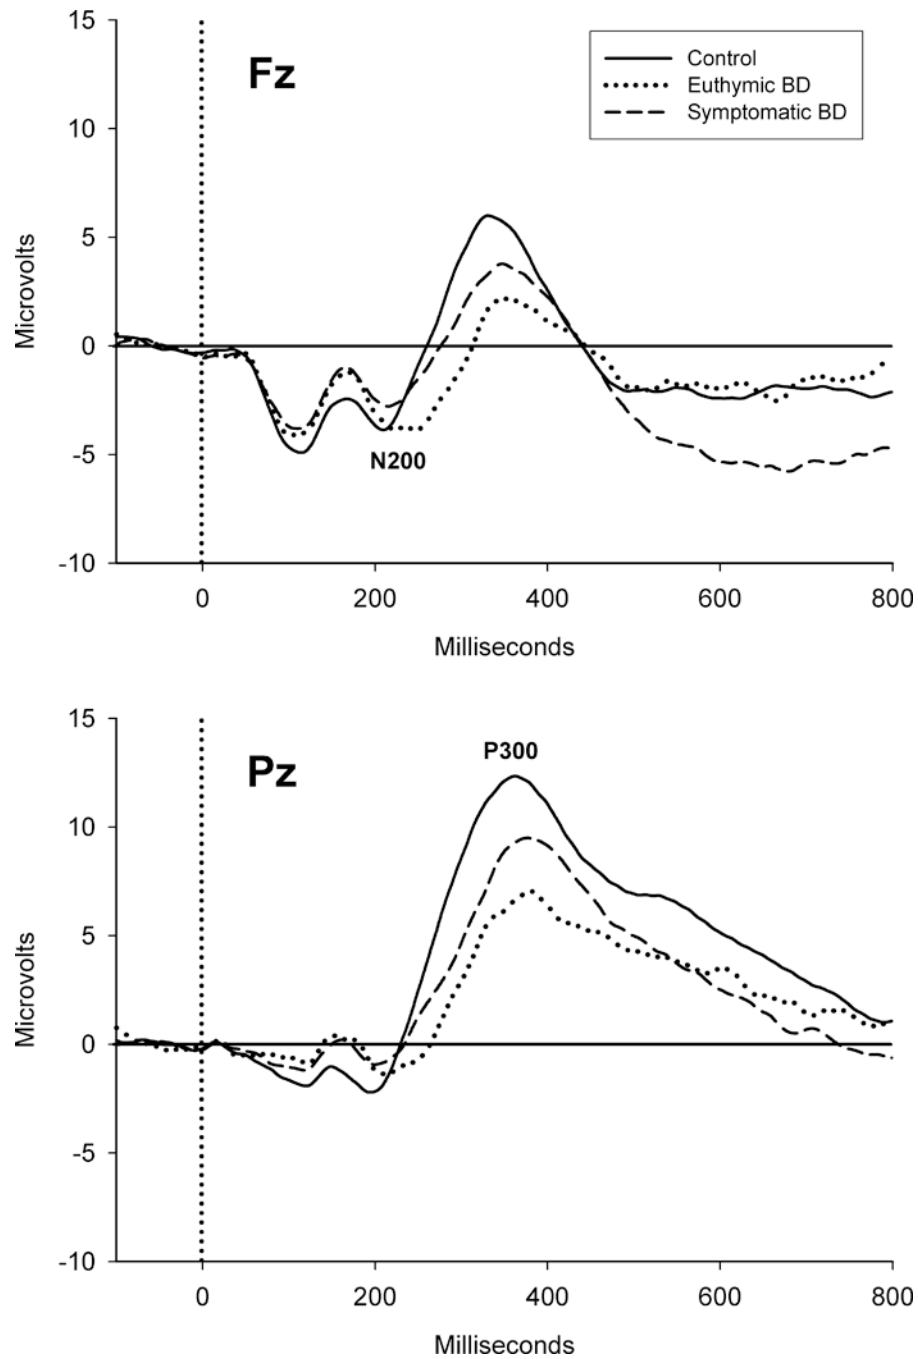 15
Fz
Control
Euthymic BD
Symptomatic BD
10
5
Microvolts
0
-5
N200
-10
0 200 400 600 800
Milliseconds
15
P300
Pz
10
5
Microvolts
0
-5
-10
0 200 400 600 800
Milliseconds